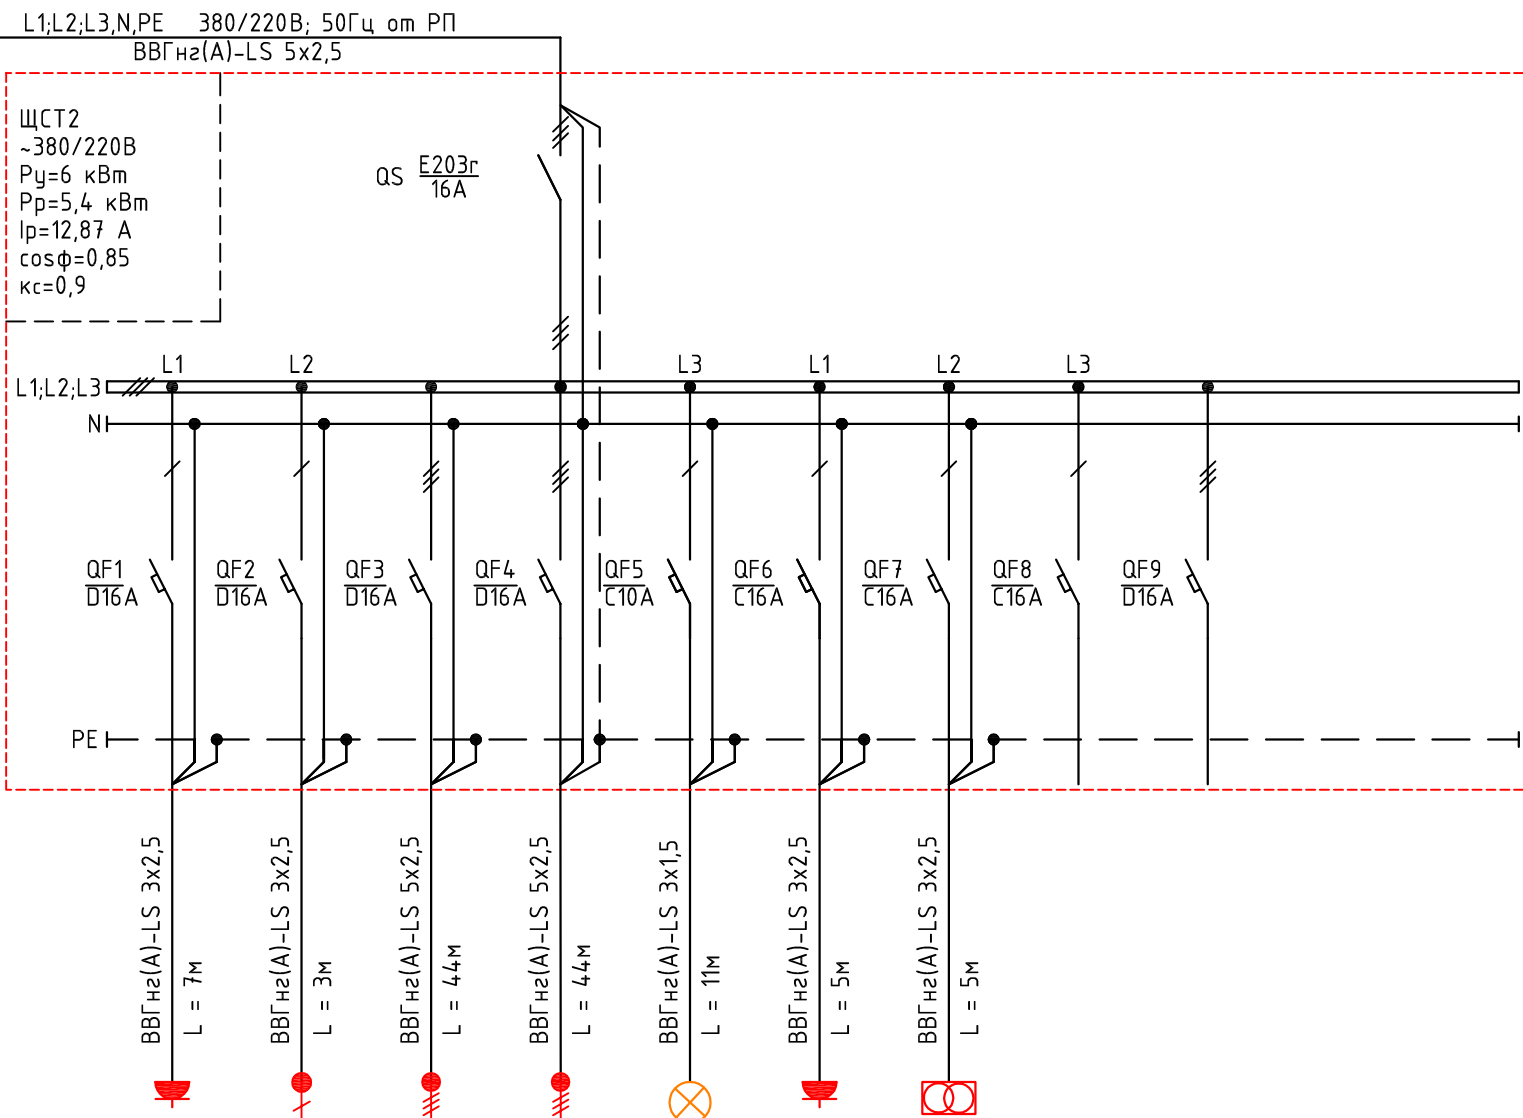 L1;L2;L3,N,PE 380/220В; 50Гц от РП
ВВГнг(А)-LS 5х2,5
ЩСТ2
~380/220В
Ру=6 кВт
Рр=5,4 кВт
Iр=12,87 А
cosф=0,85
кс=0,9
QS E203г
16А
L1 L2 L3 L1 L2 L3
L1;L2;L3
N
QF1 QF2 QF3 QF4 QF5 QF6 QF7 QF8 QF9
D16A D16A D16A D16A C10A C16A C16A C16A D16A
PE
ВВГнг(А)-LS 3х2,5
L = 7м
ВВГнг(А)-LS 3х2,5
L = 3м
ВВГнг(А)-LS 5х2,5
L = 44м
ВВГнг(А)-LS 5х2,5
L = 44м
ВВГнг(А)-LS 3х1,5
L = 11м
ВВГнг(А)-LS 3х2,5
L = 5м
ВВГнг(А)-LS 3х2,5
L = 5м